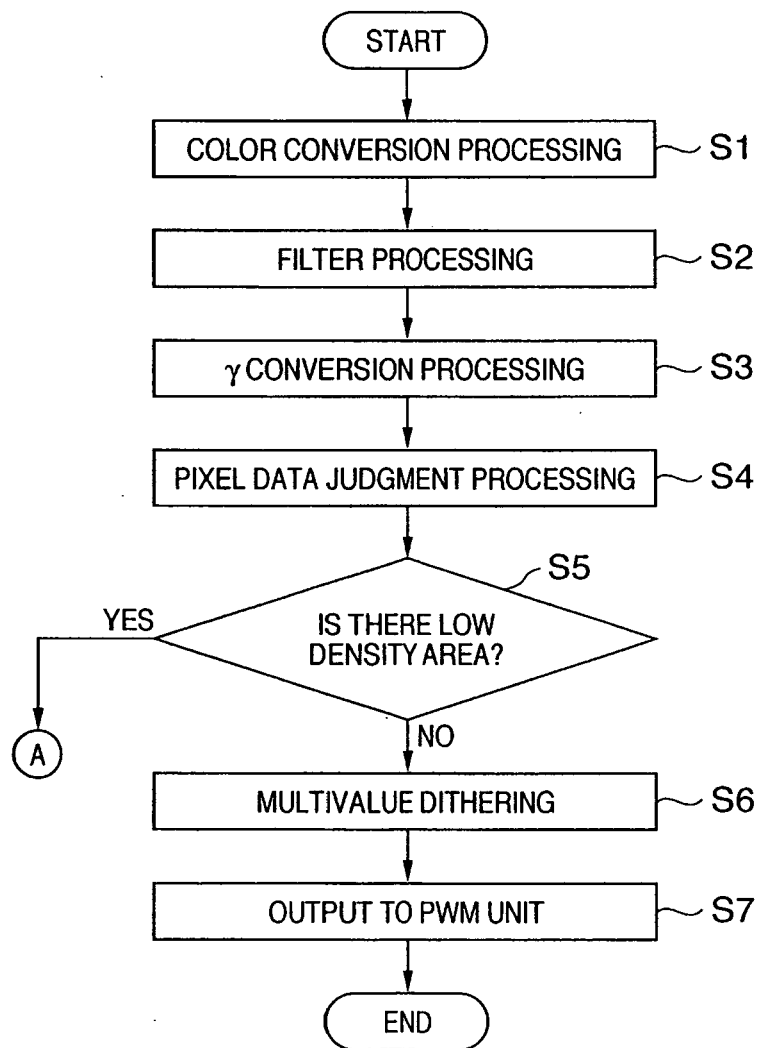 START
COLOR CONVERSION PROCESSING
S1
FILTER PROCESSING
S2
γ CONVERSION PROCESSING
S3
PIXEL DATA JUDGMENT PROCESSING
S4
S5
YES
IS THERE LOW
DENSITY AREA?
A
NO
MULTIVALUE DITHERING
S6
OUTPUT TO PWM UNIT
S7
END